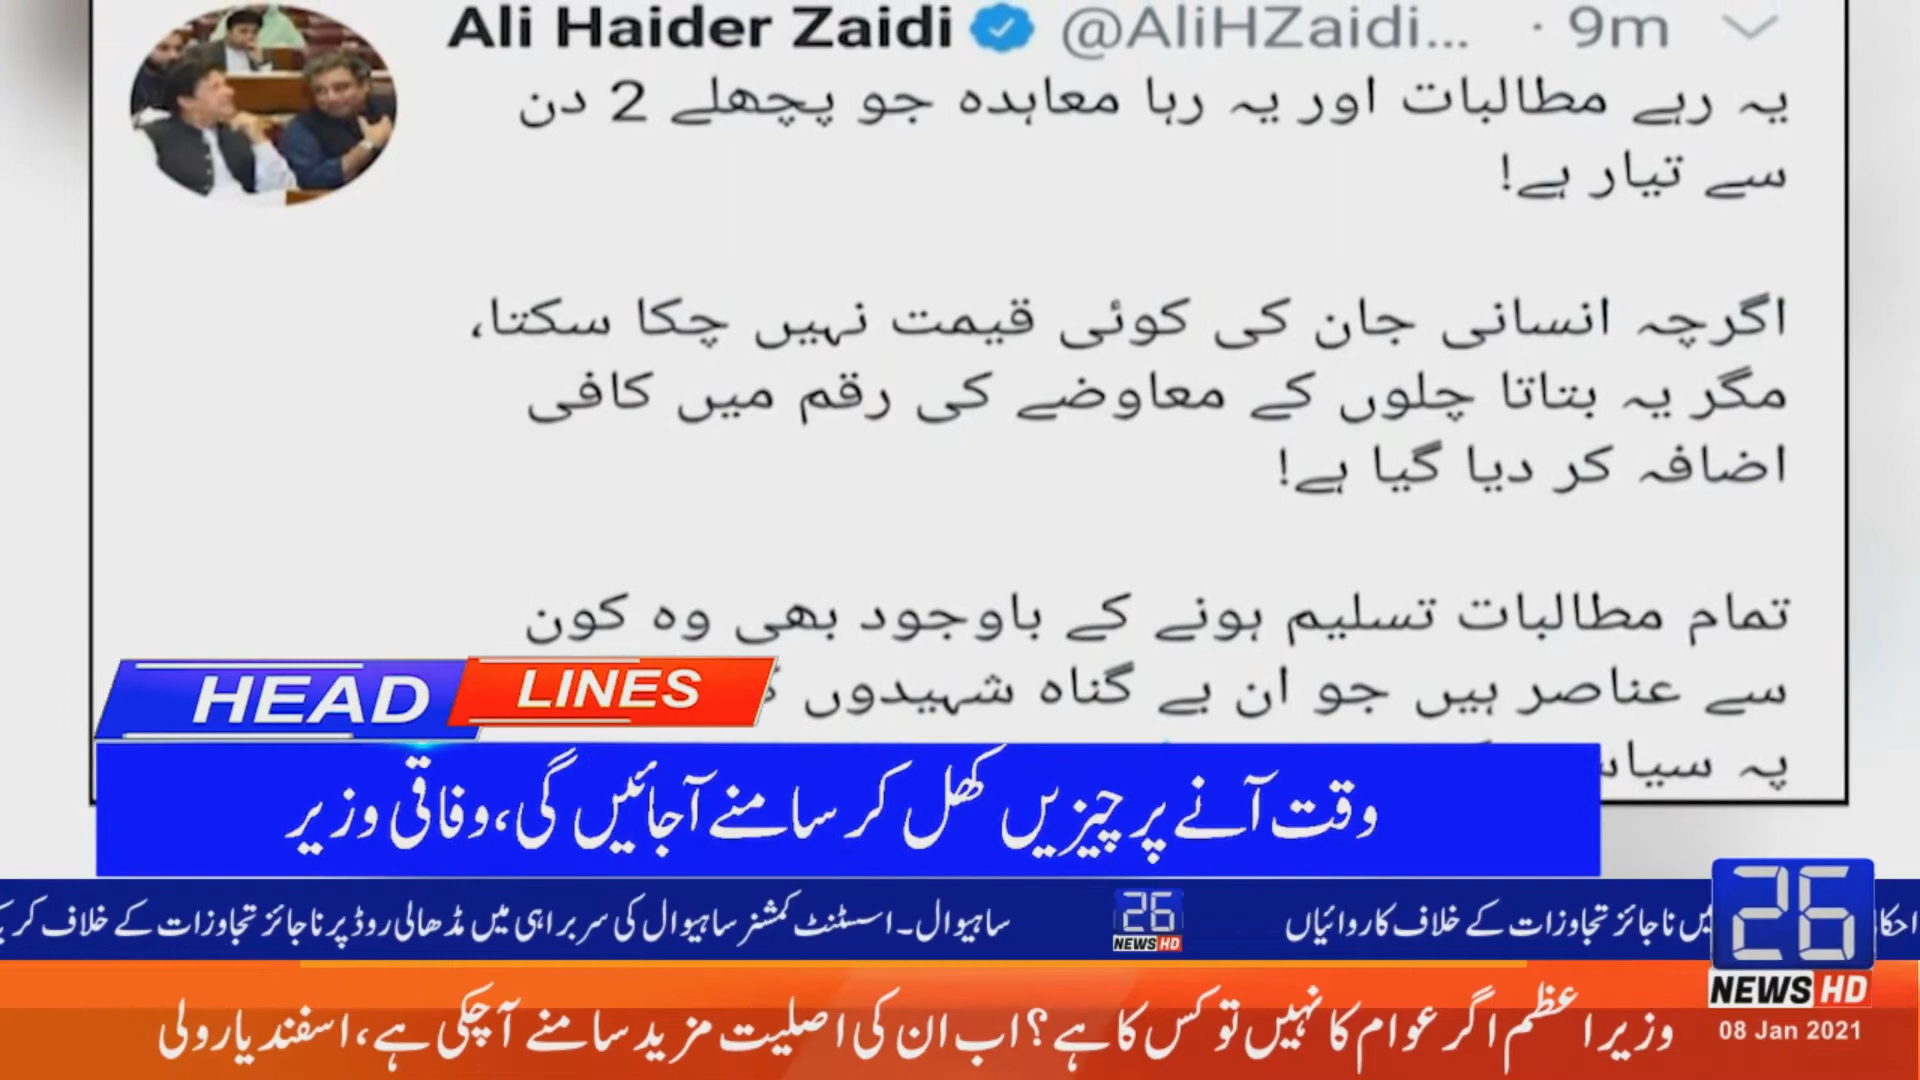 Ali Haider Zaidi @AliHZaidi... · 9m
یہ رہے مطالبات اور یہ رہا معاہدہ جو پچھلے 2 دن
سے تیار ہے!
اگرچہ انسانی جان کی کوئی قیمت نہیں چکا سکتا،
مگر یہ بتاتا چلوں کے معاوضے کی رقم میں کافی
اضافہ کر دیا گیا ہے!
تمام مطالبات تسلیم ہونے کے باوجود بھی وہ کون
سے عناصر ہیں جو ان بے گناہ شہیدوں
پہ
HEAD LINES
وقت آنے پر چیزیں کھل کر سامنے آجائیں گی، وفاقی وزیر
میں ناجائز تجاوزات کے خلاف کاروائیاں
26 NEWS HD
ساہیوال۔ اسسٹنٹ کمشنر ساہیوال کی سربراہی میں مڈھالی روڈ پر ناجائز تجاوزات کے خلاف
26
NEWS HD
08 Jan 2021
وزیراعظم اگر عوام کا نہیں تو کس کا ہے؟ اب ان کی اصلیت مزید سامنے آچکی ہے، اسفندیارولی